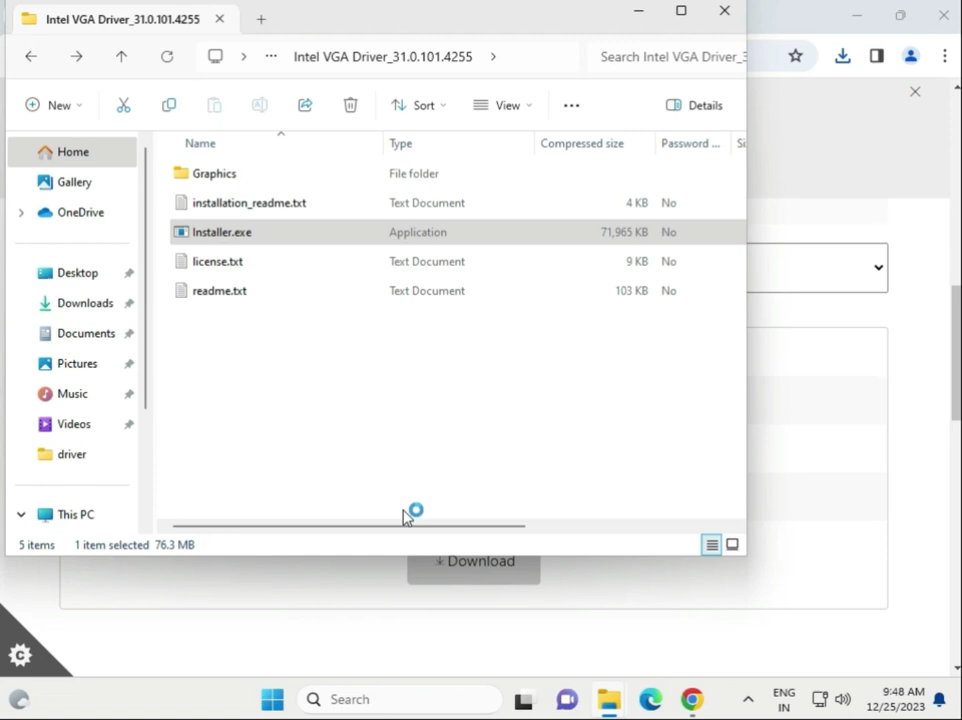 Intel VGA Driver_31.0.101.4255
Intel VGA Driver_31.0.101.4255
Search Intel VGA Driver_3
New
Sort
View
Details
Name Type Compressed size Password ... Si
Home
Gallery
OneDrive
Desktop
Downloads
Documents
Pictures
Music
Videos
driver
This PC
Graphics File folder
installation_readme.txt Text Document 4 KB No
Installer.exe Application 71,965 KB No
license.txt Text Document 9 KB No
readme.txt Text Document 103 KB No
5 items 1 item selected 76.3 MB
Download
Search
ENG
IN
9:48 AM
12/25/2023